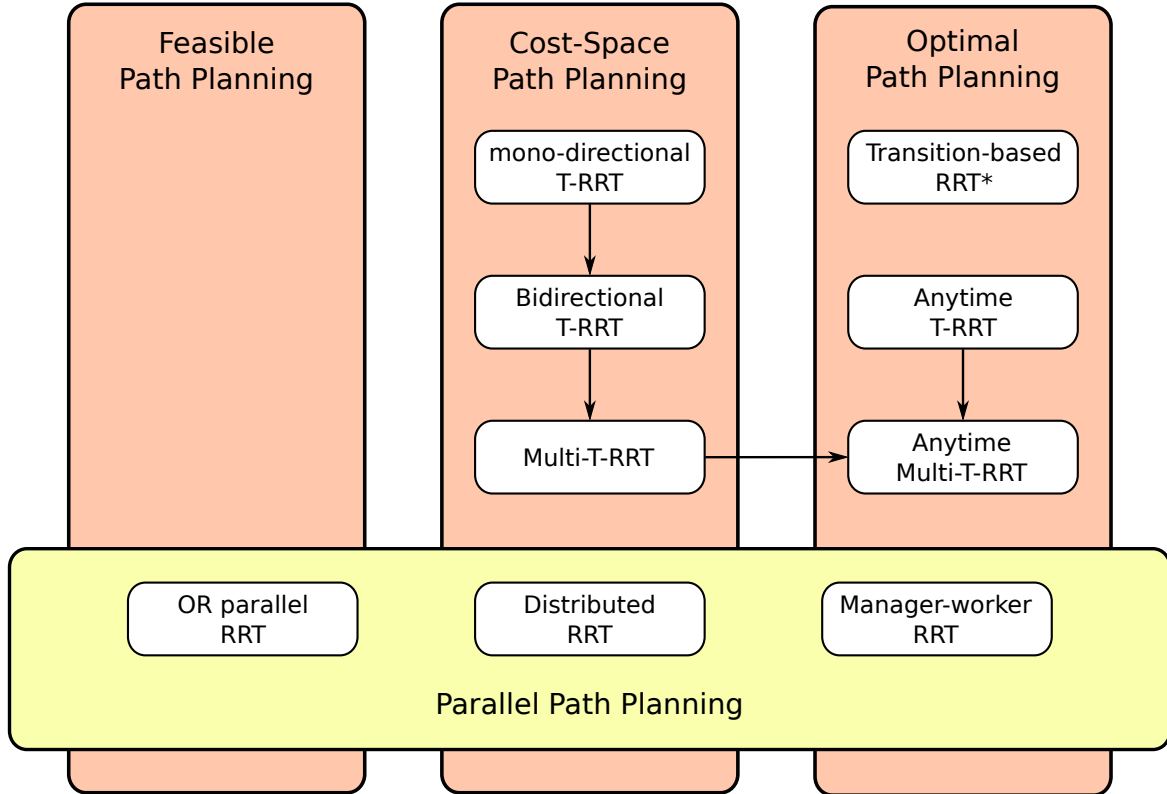 Feasible
Path Planning
Cost-Space
Path Planning
Optimal
Path Planning
mono-directional
T-RRT
Transition-based
RRT*
Bidirectional
T-RRT
Anytime
T-RRT
Multi-T-RRT
Anytime
Multi-T-RRT
OR parallel
RRT
Distributed
RRT
Manager-worker
RRT
Parallel Path Planning